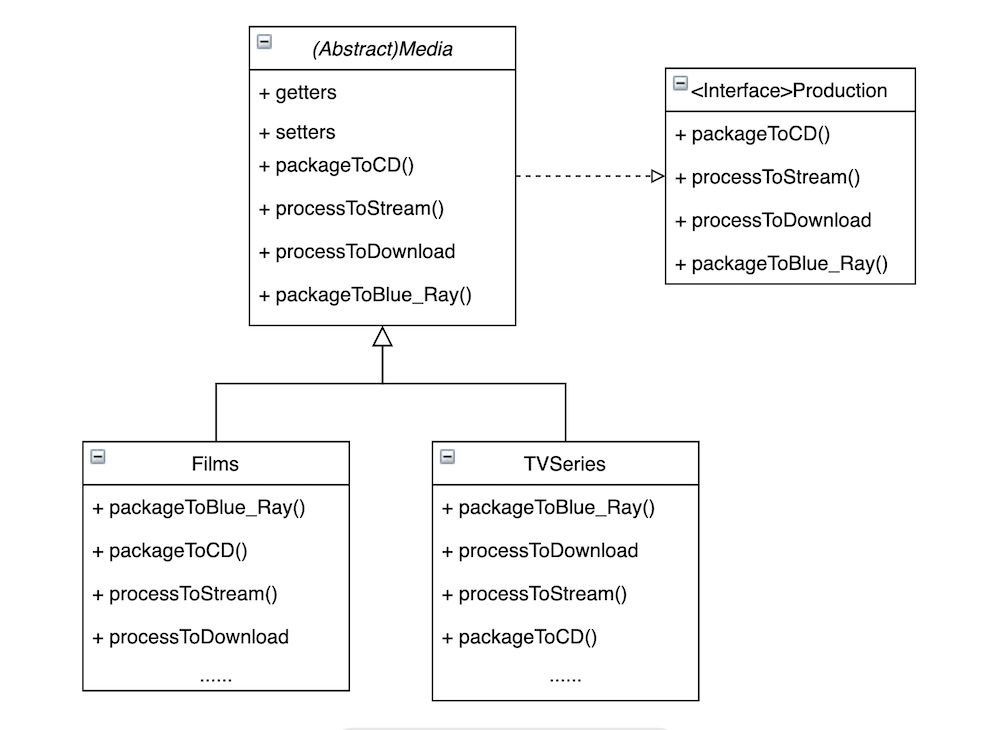 (Abstract)Media
+ getters
+ setters
+ packageToCD()
+ processToStream()
+ processToDownload
+ packageToBlue_Ray()
<Interface>Production
+ packageToCD()
+ processToStream()
+ processToDownload
+ packageToBlue_Ray()
Films
+ packageToBlue_Ray()
+ packageToCD()
+ processToStream()
+ processToDownload
......
TVSeries
+ packageToBlue_Ray()
+ processToDownload
+ processToStream()
+ packageToCD()
......